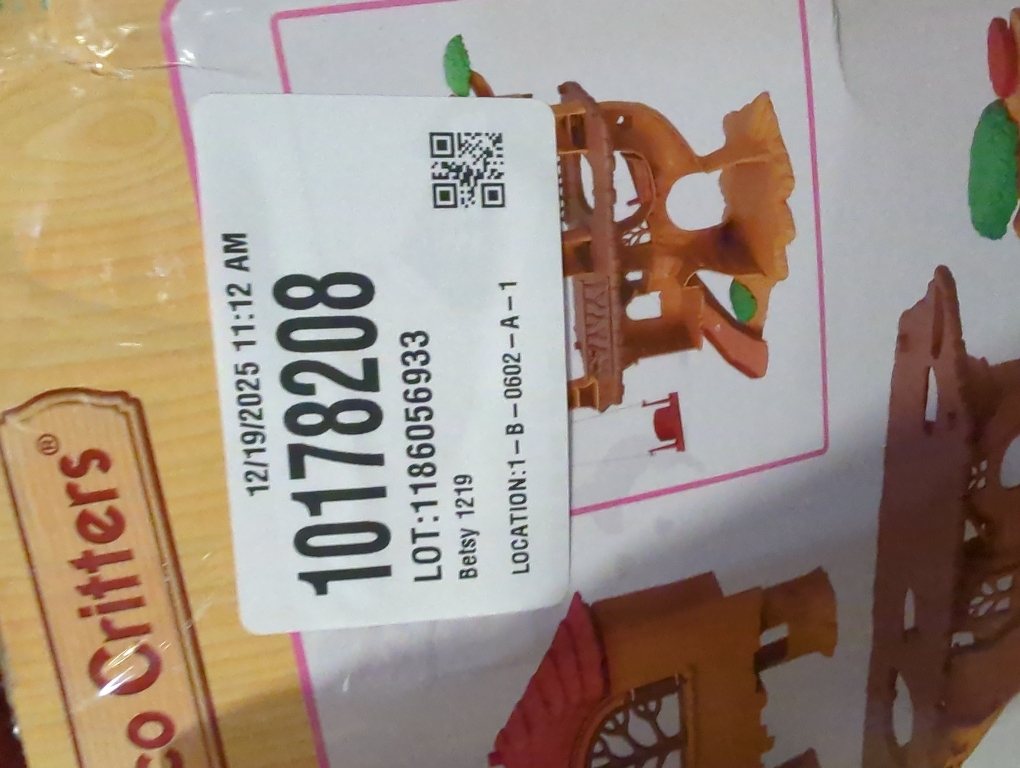 12/19/2025 11:12 AM
10178208
LOT:1186056933
Betsy 1219
LOCATION:1-B-0602-A-1
co Critters®